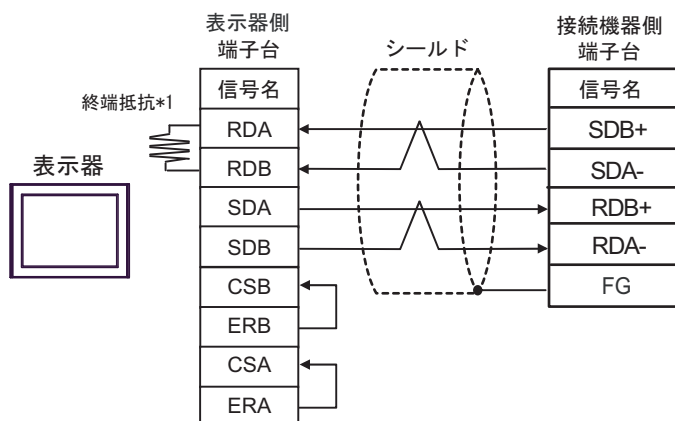 表示器側
端子台
シールド
接続機器側
端子台
終端抵抗*1
表示器
信号名
RDA
RDB
SDA
SDB
CSB
ERB
CSA
ERA
信号名
SDB+
SDA-
RDB+
RDA-
FG